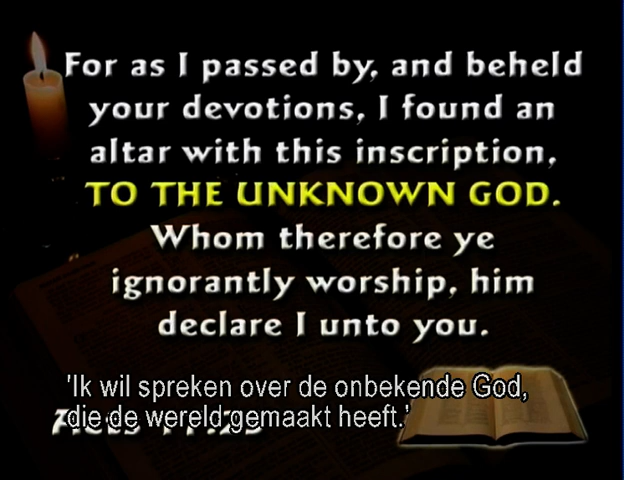 For as I passed by, and beheld
your devotions, I found an
altar with this inscription,
TO THE UNKNOWN GOD.
Whom therefore ye
ignorantly worship, him
declare I unto you.
'Ik wil spreken over de onbekende God,
die de wereld gemaakt heeft.'